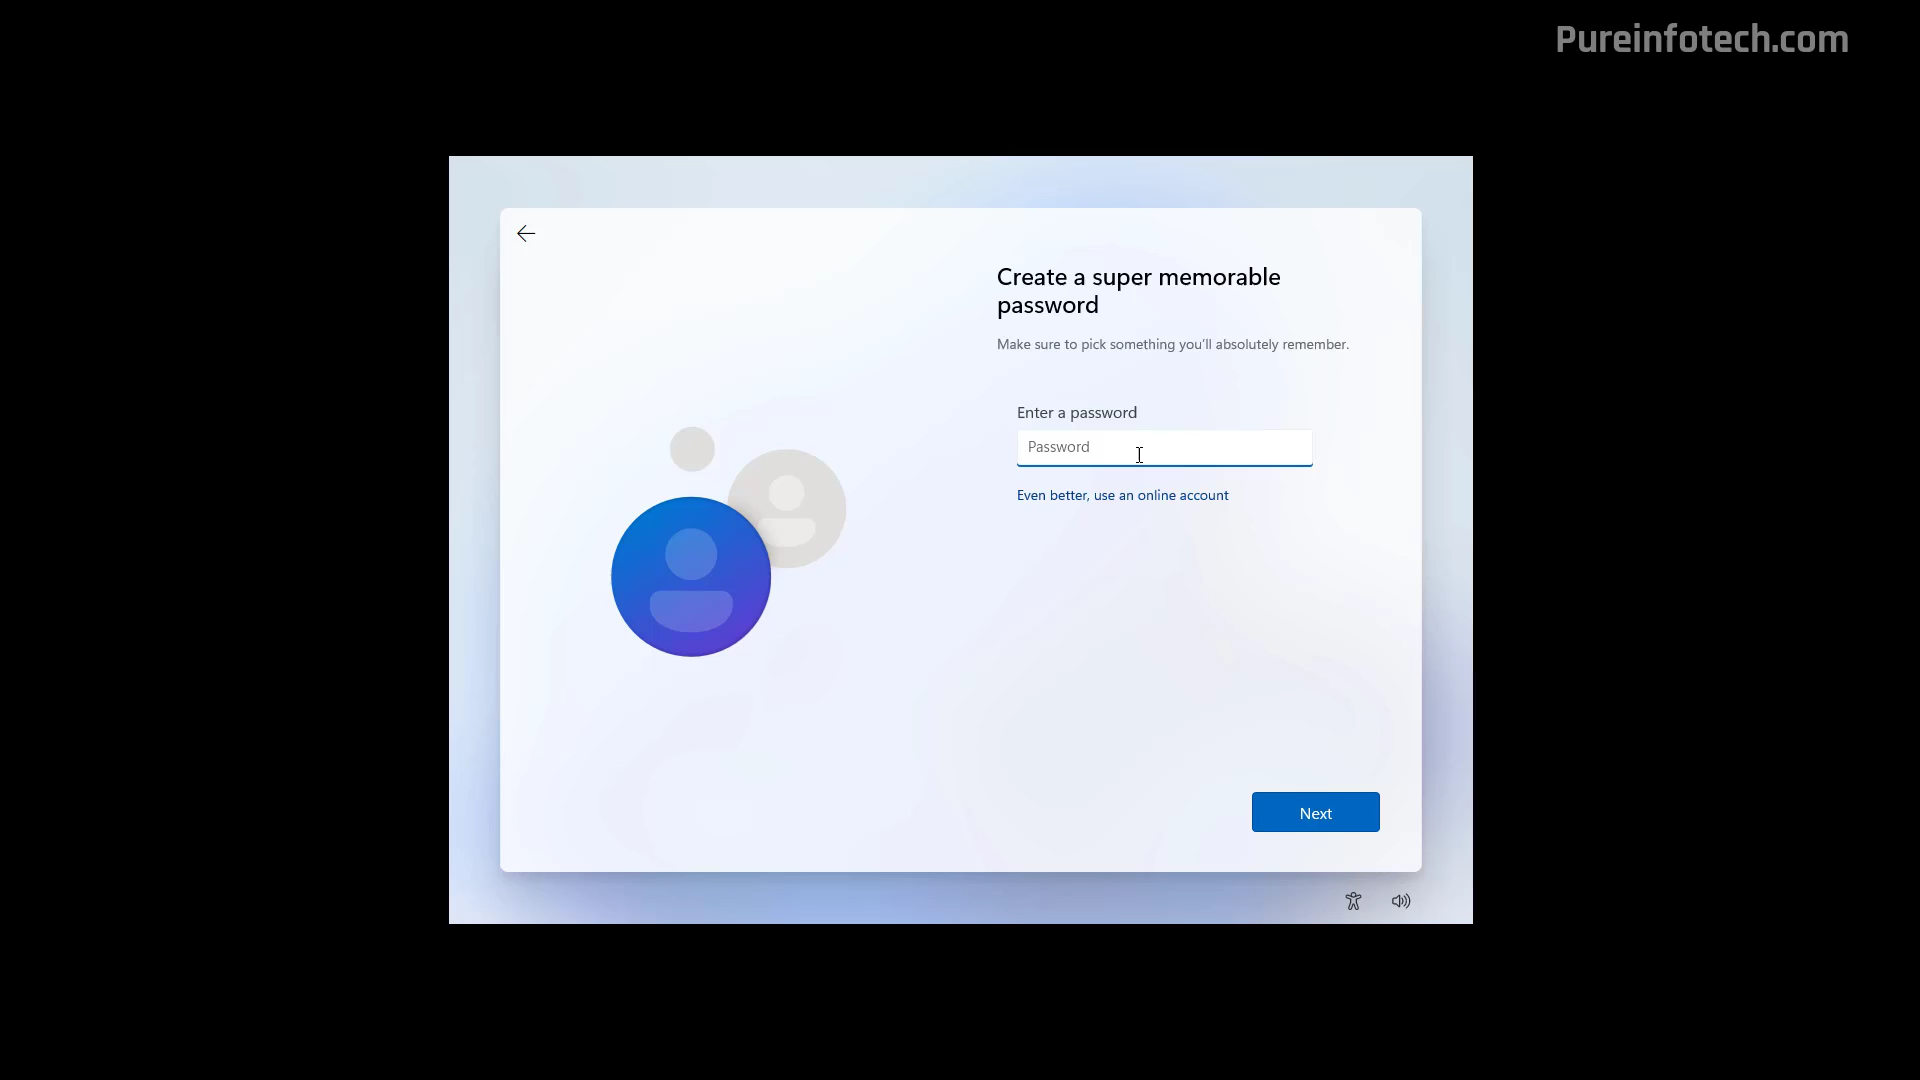 Pureinfotech.com
Create a super memorable
password
Make sure to pick something you'll absolutely remember.
Enter a password
Password
Even better, use an online account
Next